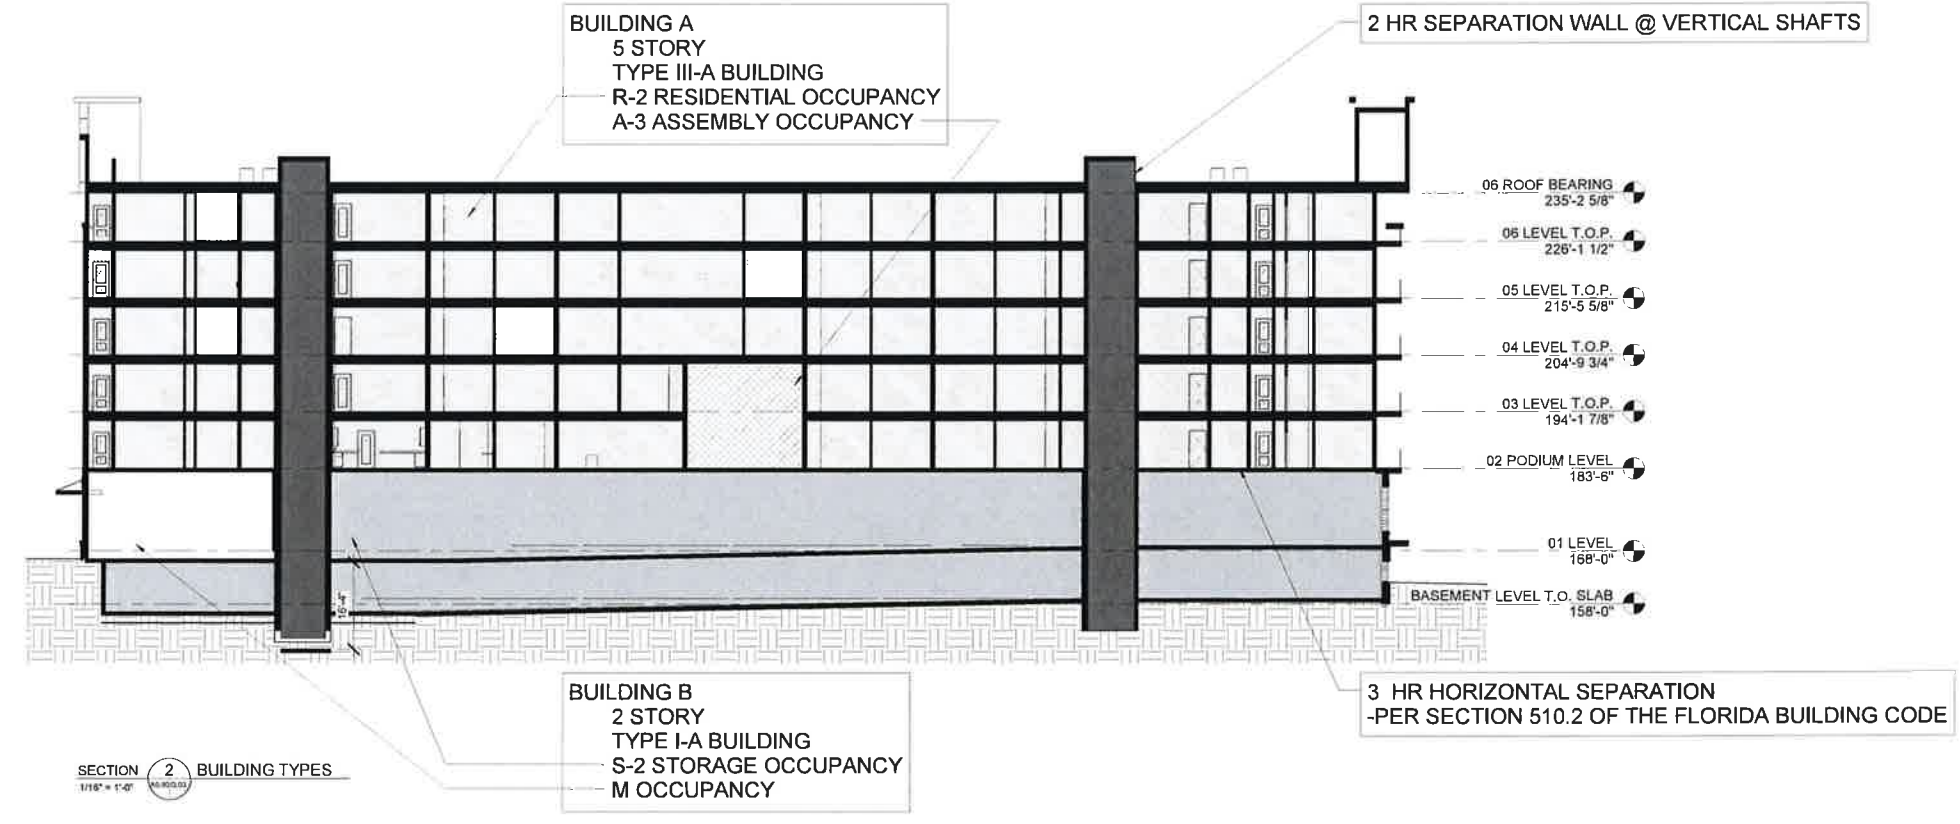 BUILDING A
5 STORY
TYPE III-A BUILDING
R-2 RESIDENTIAL OCCUPANCY
A-3 ASSEMBLY OCCUPANCY
2 HR SEPARATION WALL @ VERTICAL SHAFTS
06 ROOF BEARING
235'-2 5/8"
06 LEVEL T.O.P.
226'-1 1/2"
05 LEVEL T.O.P.
215'-5 5/8"
04 LEVEL T.O.P.
204'-9 3/4"
03 LEVEL T.O.P.
194'-1 7/8"
02 PODIUM LEVEL
183'-6"
01 LEVEL
168'-0"
BASEMENT LEVEL T.O. SLAB
158'-0"
16'-4"
3 HR HORIZONTAL SEPARATION
-PER SECTION 510.2 OF THE FLORIDA BUILDING CODE
BUILDING B
2 STORY
TYPE I-A BUILDING
S-2 STORAGE OCCUPANCY
M OCCUPANCY
SECTION 2 BUILDING TYPES
1/16" = 1'-0"